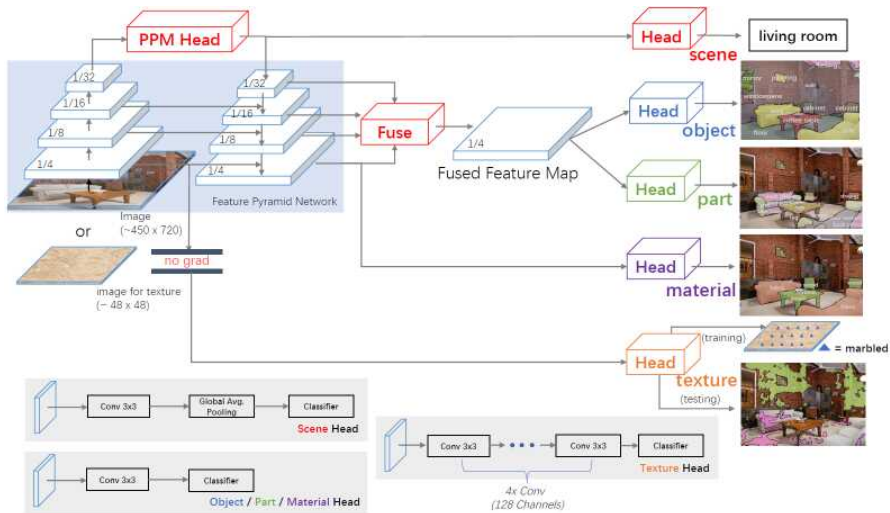 PPM Head
Head
scene
living room
1/32
1/16
1/8
1/4
1/32
1/16
1/8
1/4
Feature Pyramid Network
Fuse
1/4
Fused Feature Map
Head
object
Head
part
Head
material
Image
(~450 x 720)
or
no grad
image for texture
(~ 48 x 48)
Head
texture
(training)
= marbled
(testing)
Conv 3x3
Global Avg.
Pooling
Classifier
Scene Head
Conv 3x3
Classifier
Object / Part / Material Head
Conv 3x3
Conv 3x3
Classifier
Texture Head
4x Conv
(128 Channels)